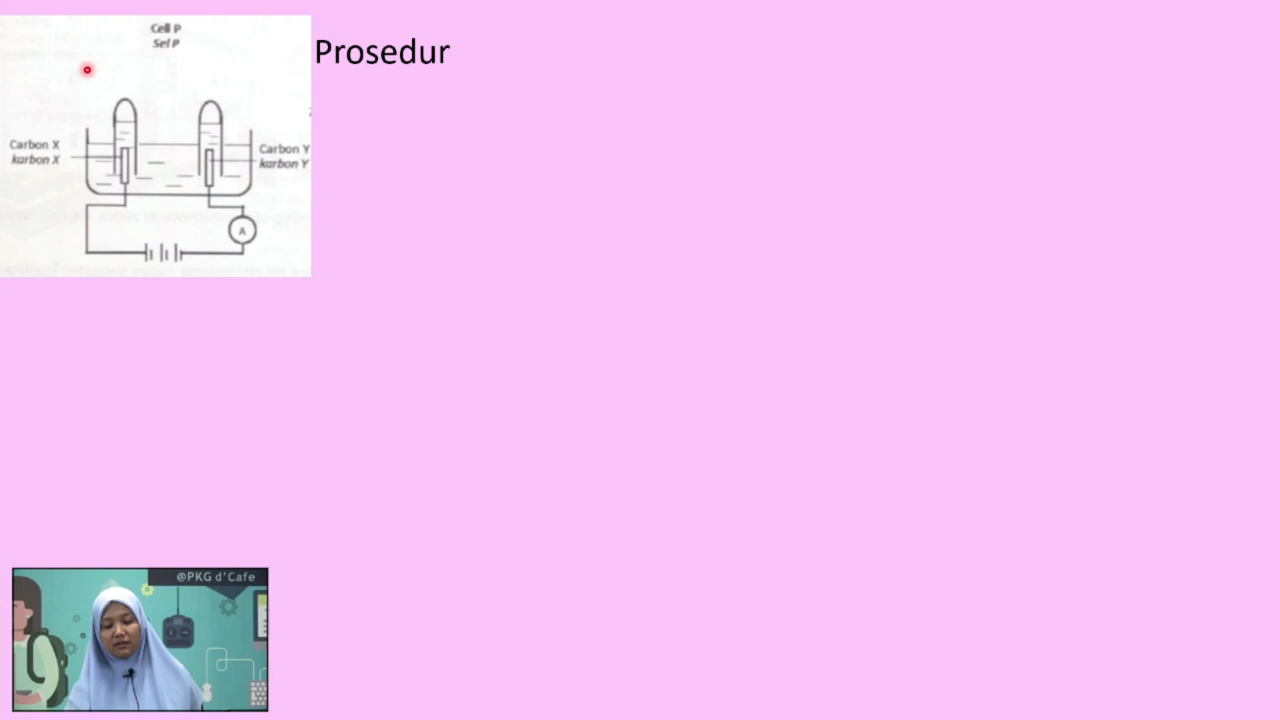 Cell P
Sel P
Prosedur
Carbon X
karbon X
Carbon Y
karbon Y
A
@PKG d'Cafe